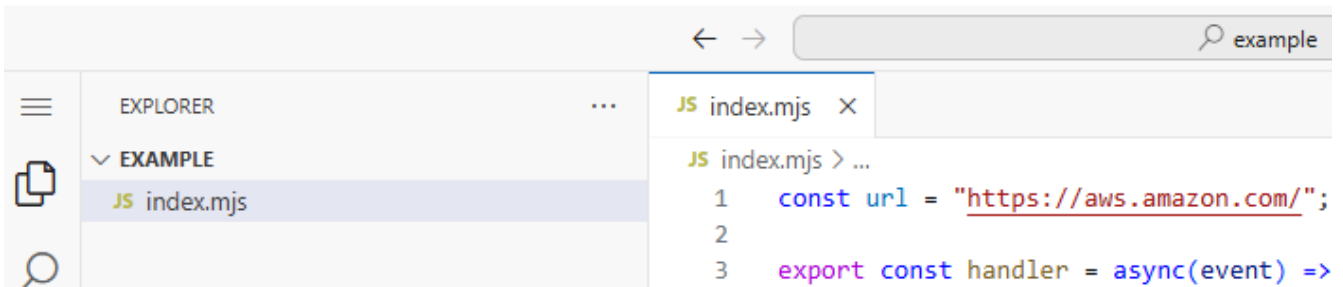 example
EXPLORER
...
EXAMPLE
JS index.mjs
JS index.mjs
JS index.mjs > ...
1 const url = "https://aws.amazon.com/";
2
3 export const handler = async(event) =>